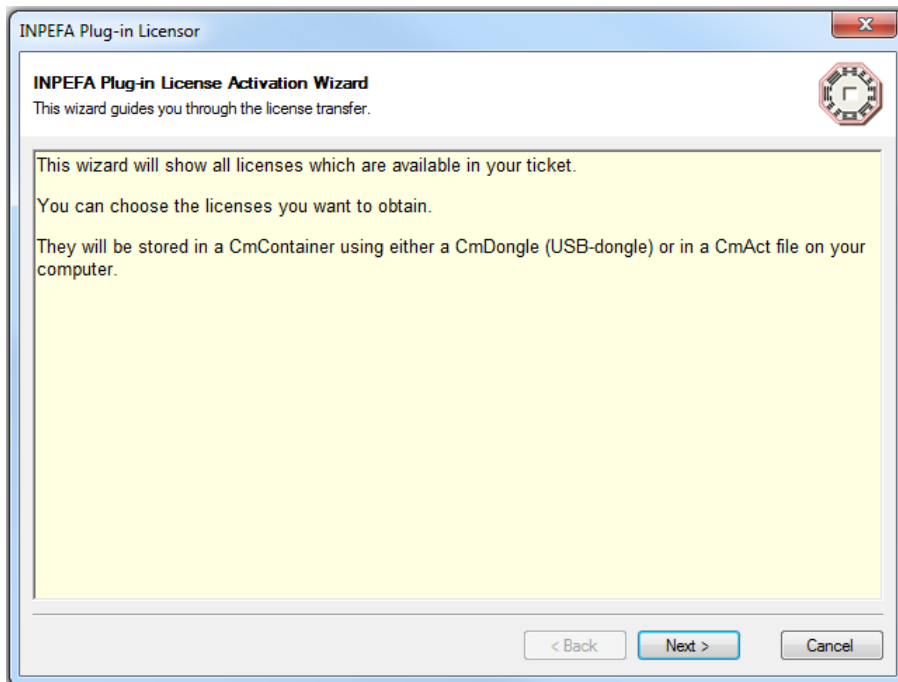 INPEFA Plug-in Licensor
INPEFA Plug-in License Activation Wizard
This wizard guides you through the license transfer.
This wizard will show all licenses which are available in your ticket.
You can choose the licenses you want to obtain.
They will be stored in a CmContainer using either a CmDongle (USB-dongle) or in a CmAct file on your
computer.
< Back
Next >
Cancel